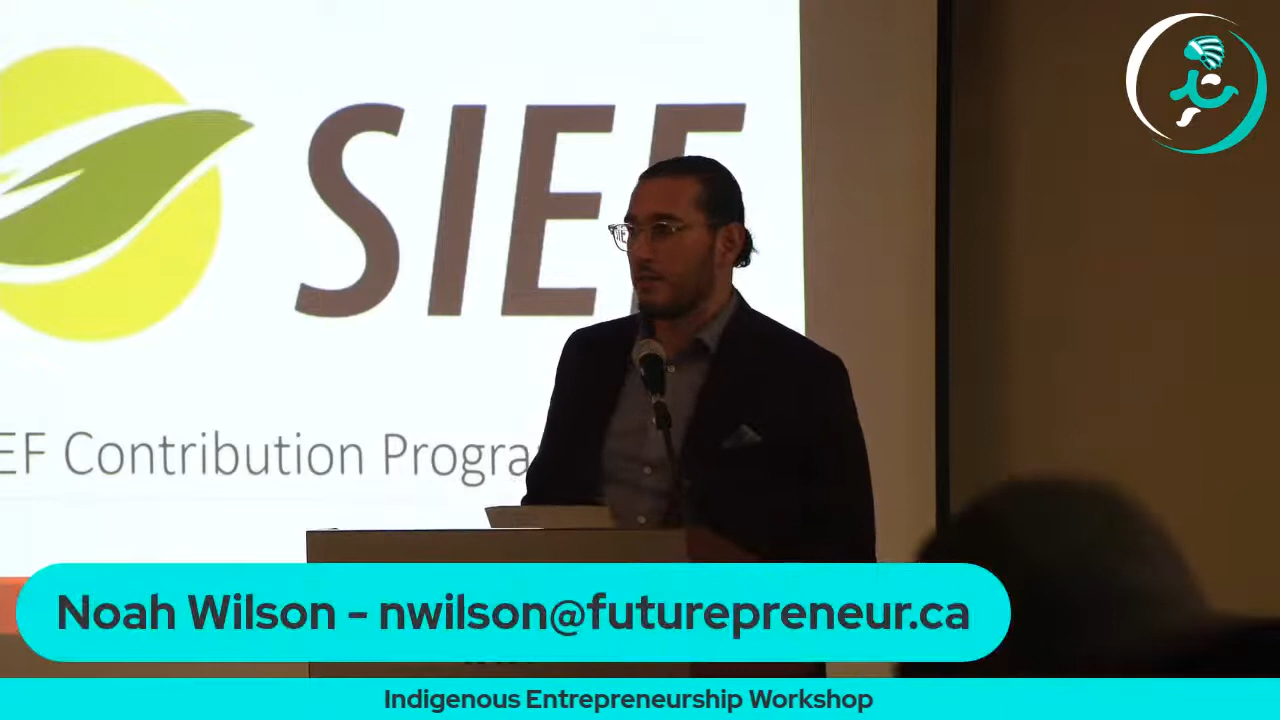 SIEF
EF Contribution Progra
Noah Wilson - nwilson@futurepreneur.ca
Indigenous Entrepreneurship Workshop